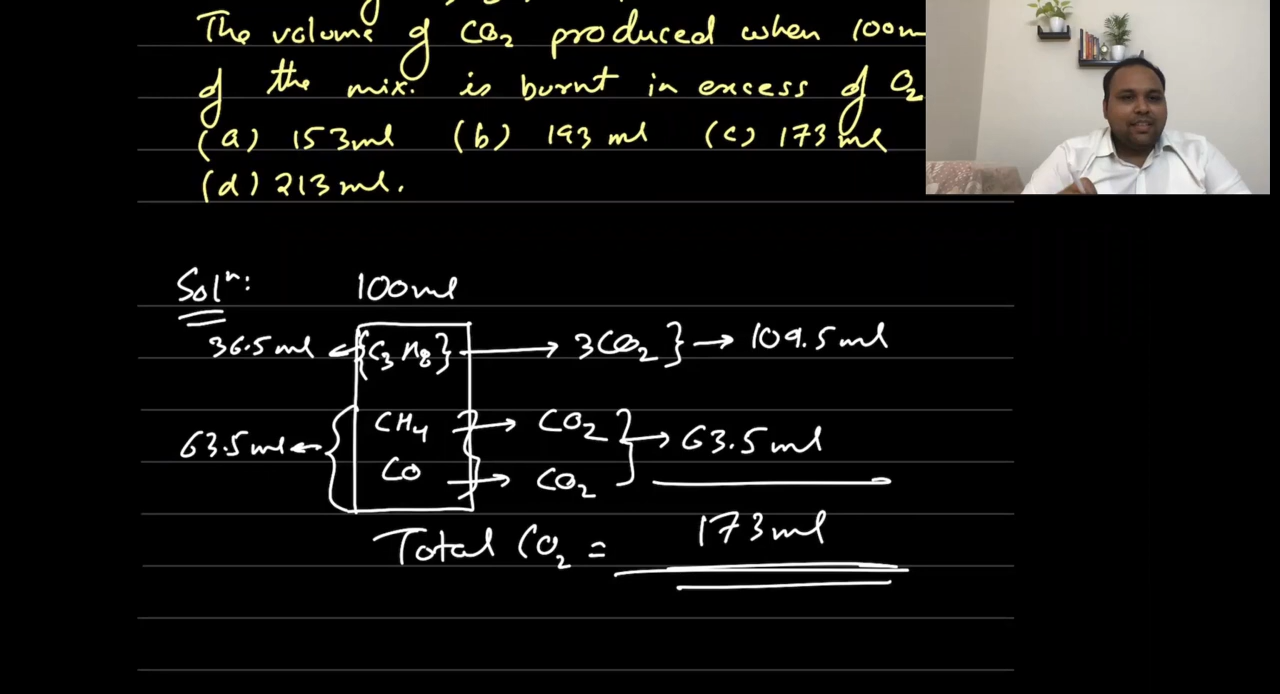 The volume of CO2 produced when 100m
of the mix. is burnt in excess of O2
(a) 153ml (b) 193 ml (c) 173ml
(d) 213 ml.
Solⁿ: 100ml
36.5ml ← {C3H8} → 3CO2} → 109.5ml
63.5ml ← { CH4 } → CO2 } → 63.5ml
CO } → CO2
Total CO2 = 173ml